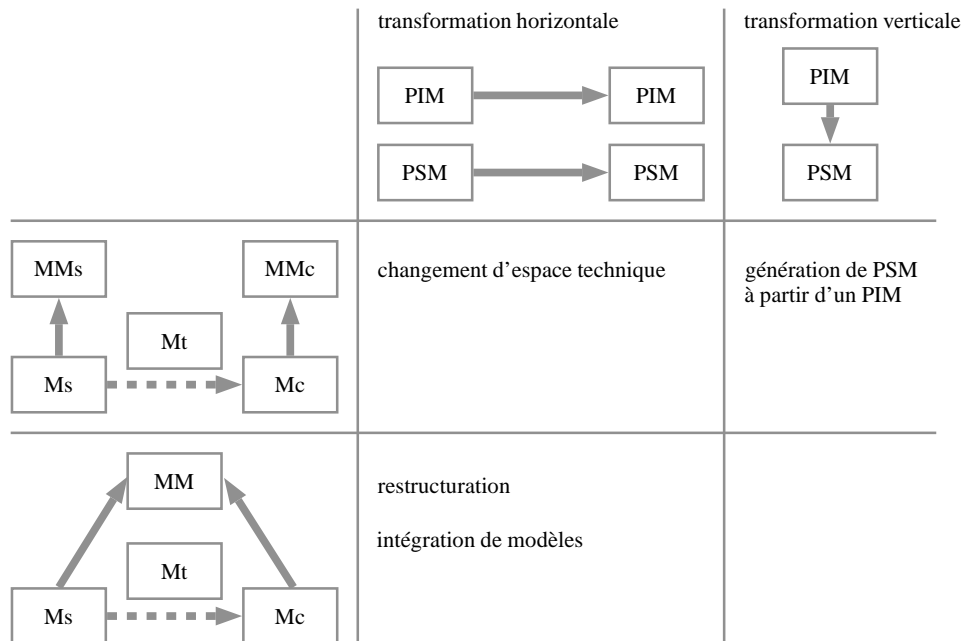 transformation horizontale
transformation verticale
PIM
PIM
PIM
PSM
PSM
PSM
MMs
MMc
changement d’espace technique
génération de PSM
à partir d’un PIM
Mt
Ms
Mc
MM
restructuration
intégration de modèles
Mt
Ms
Mc